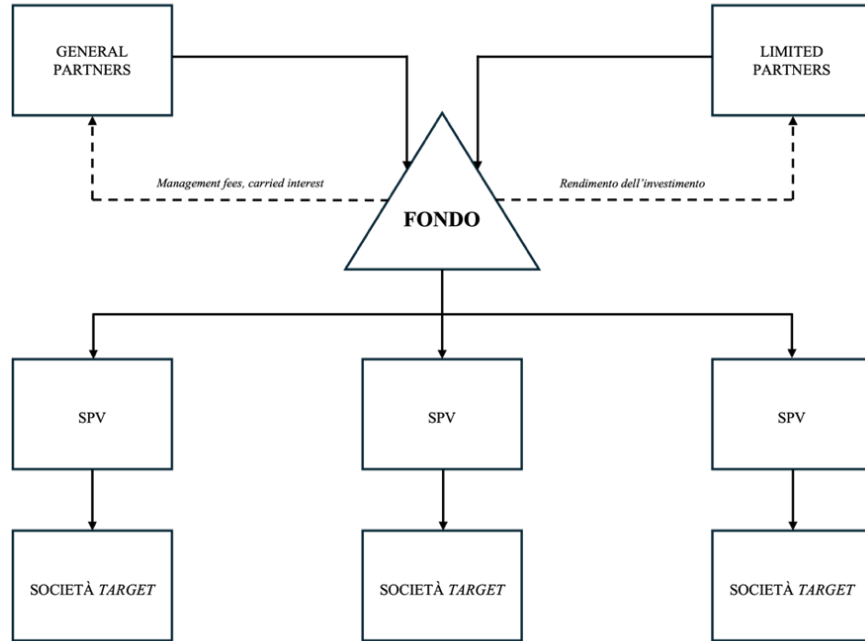 GENERAL
PARTNERS
LIMITED
PARTNERS
Management fees, carried interest
Rendimento dell’investimento
FONDO
SPV
SPV
SPV
SOCIETÀ TARGET
SOCIETÀ TARGET
SOCIETÀ TARGET